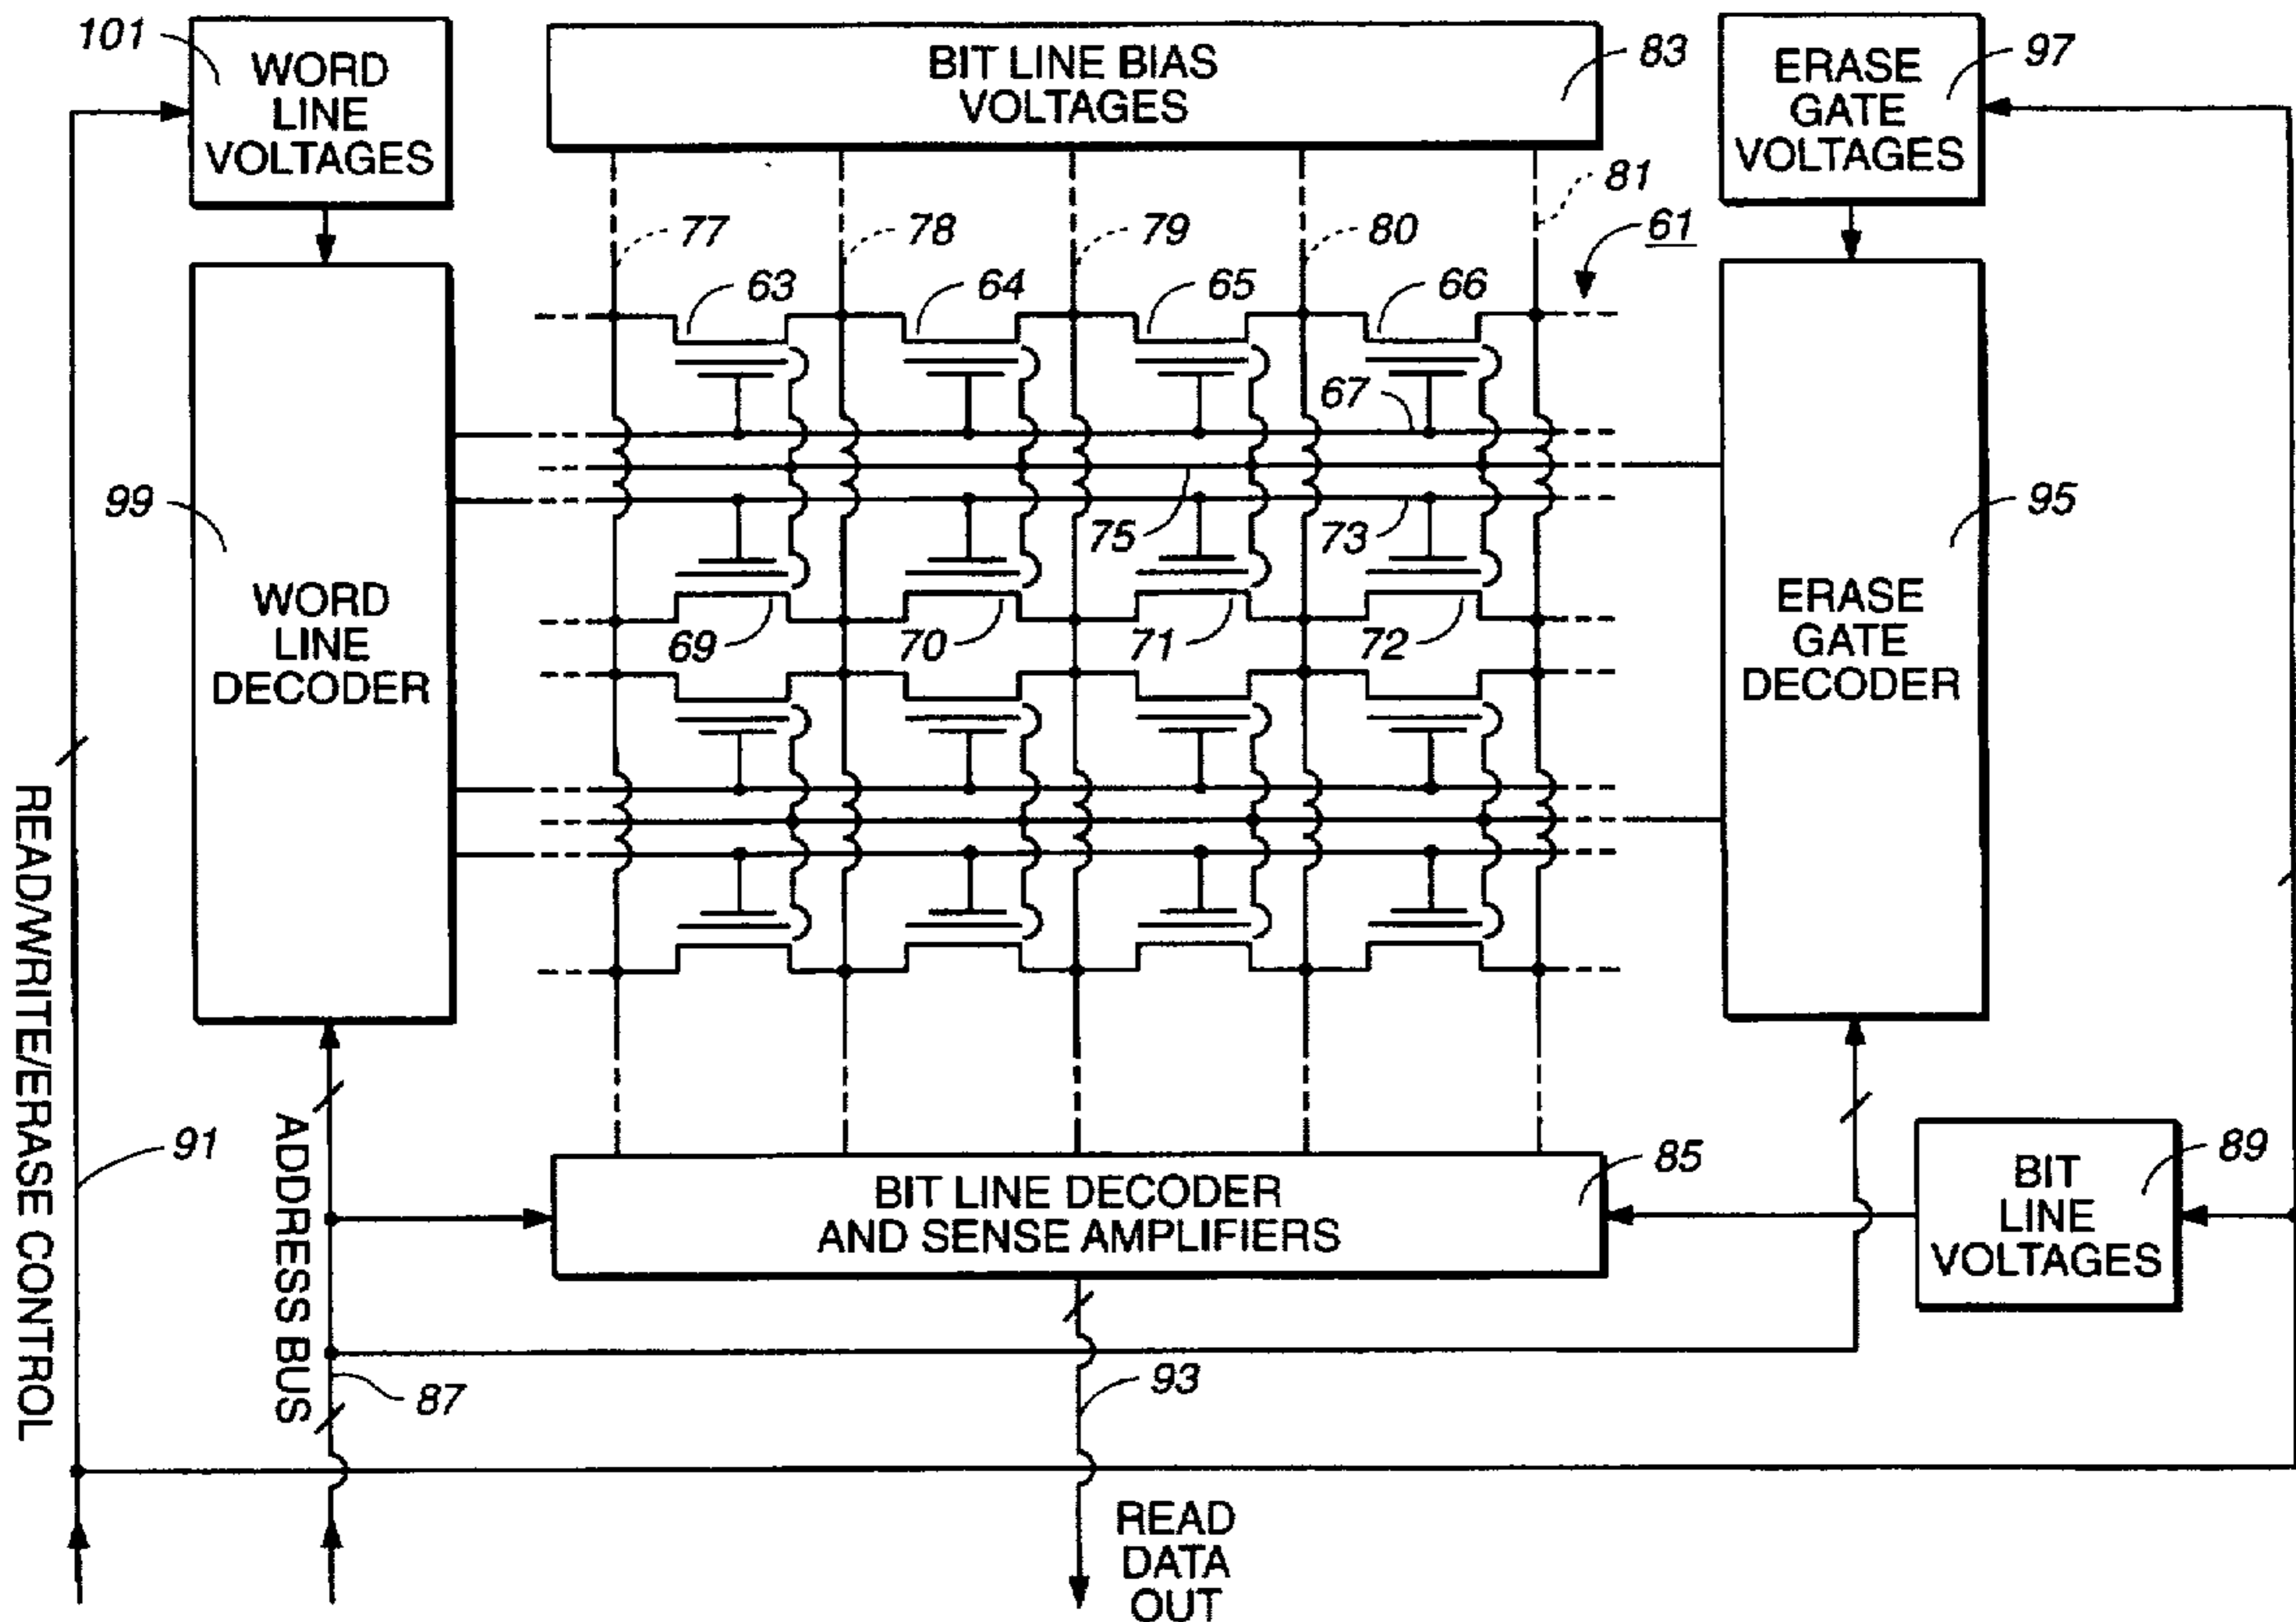 101
WORD
LINE
VOLTAGES
BIT LINE BIAS
VOLTAGES
83
ERASE
GATE
VOLTAGES
97
77
78
79
80
81
61
63
64
65
66
67
99
WORD
LINE
DECODER
75
73
95
ERASE
GATE
DECODER
69
70
71
72
READ/WRITE/ERASE CONTROL
91
ADDRESS BUS
87
BIT LINE DECODER
AND SENSE AMPLIFIERS
85
BIT
LINE
VOLTAGES
89
93
READ
DATA
OUT